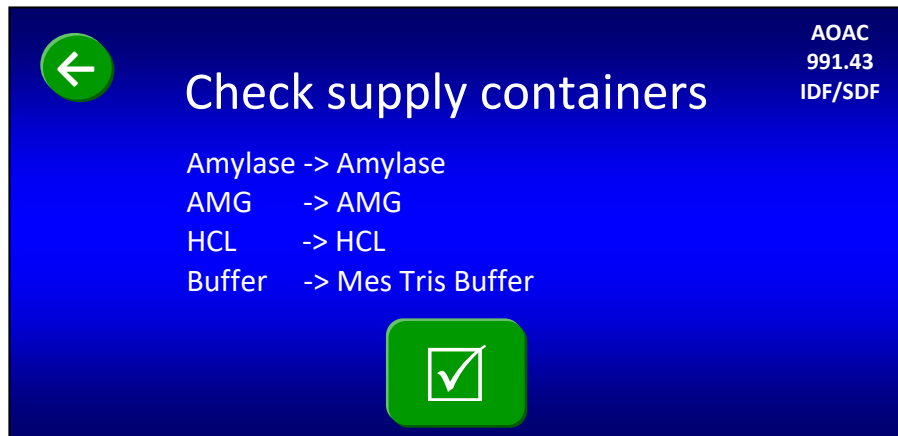 AOAC
991.43
IDF/SDF
Check supply containers
Amylase -> Amylase
AMG -> AMG
HCL -> HCL
Buffer -> Mes Tris Buffer